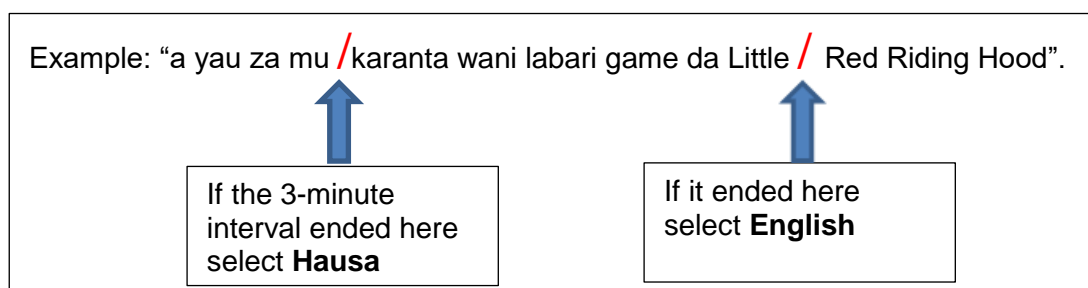 Example: “a yau za mu /karanta wani labari game da Little / Red Riding Hood”.
If the 3-minute
interval ended here
select Hausa
If it ended here
select English